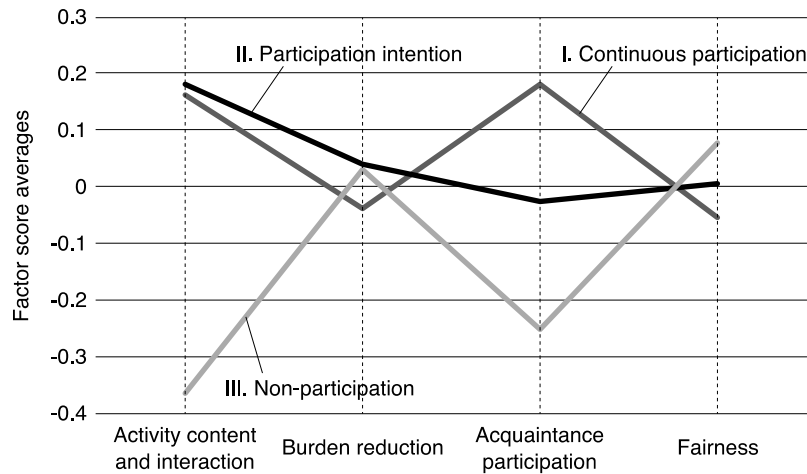 0.3
0.2
0.1
0
-0.1
-0.2
-0.3
-0.4
Factor score averages
II. Participation intention
I. Continuous participation
III. Non-participation
Activity content
and interaction
Burden reduction
Acquaintance
participation
Fairness